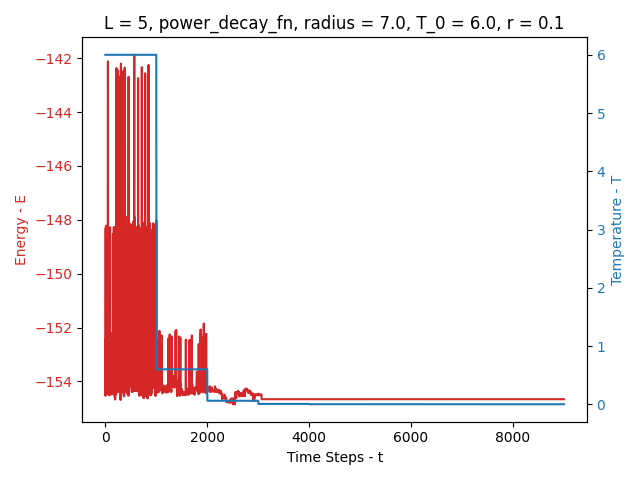 L = 5, power_decay_fn, radius = 7.0, T_0 = 6.0, r = 0.1
−142
−144
−146
−148
−150
−152
−154
Energy - E
6
5
4
3
2
1
0
Temperature - T
0 2000 4000 6000 8000
Time Steps - t